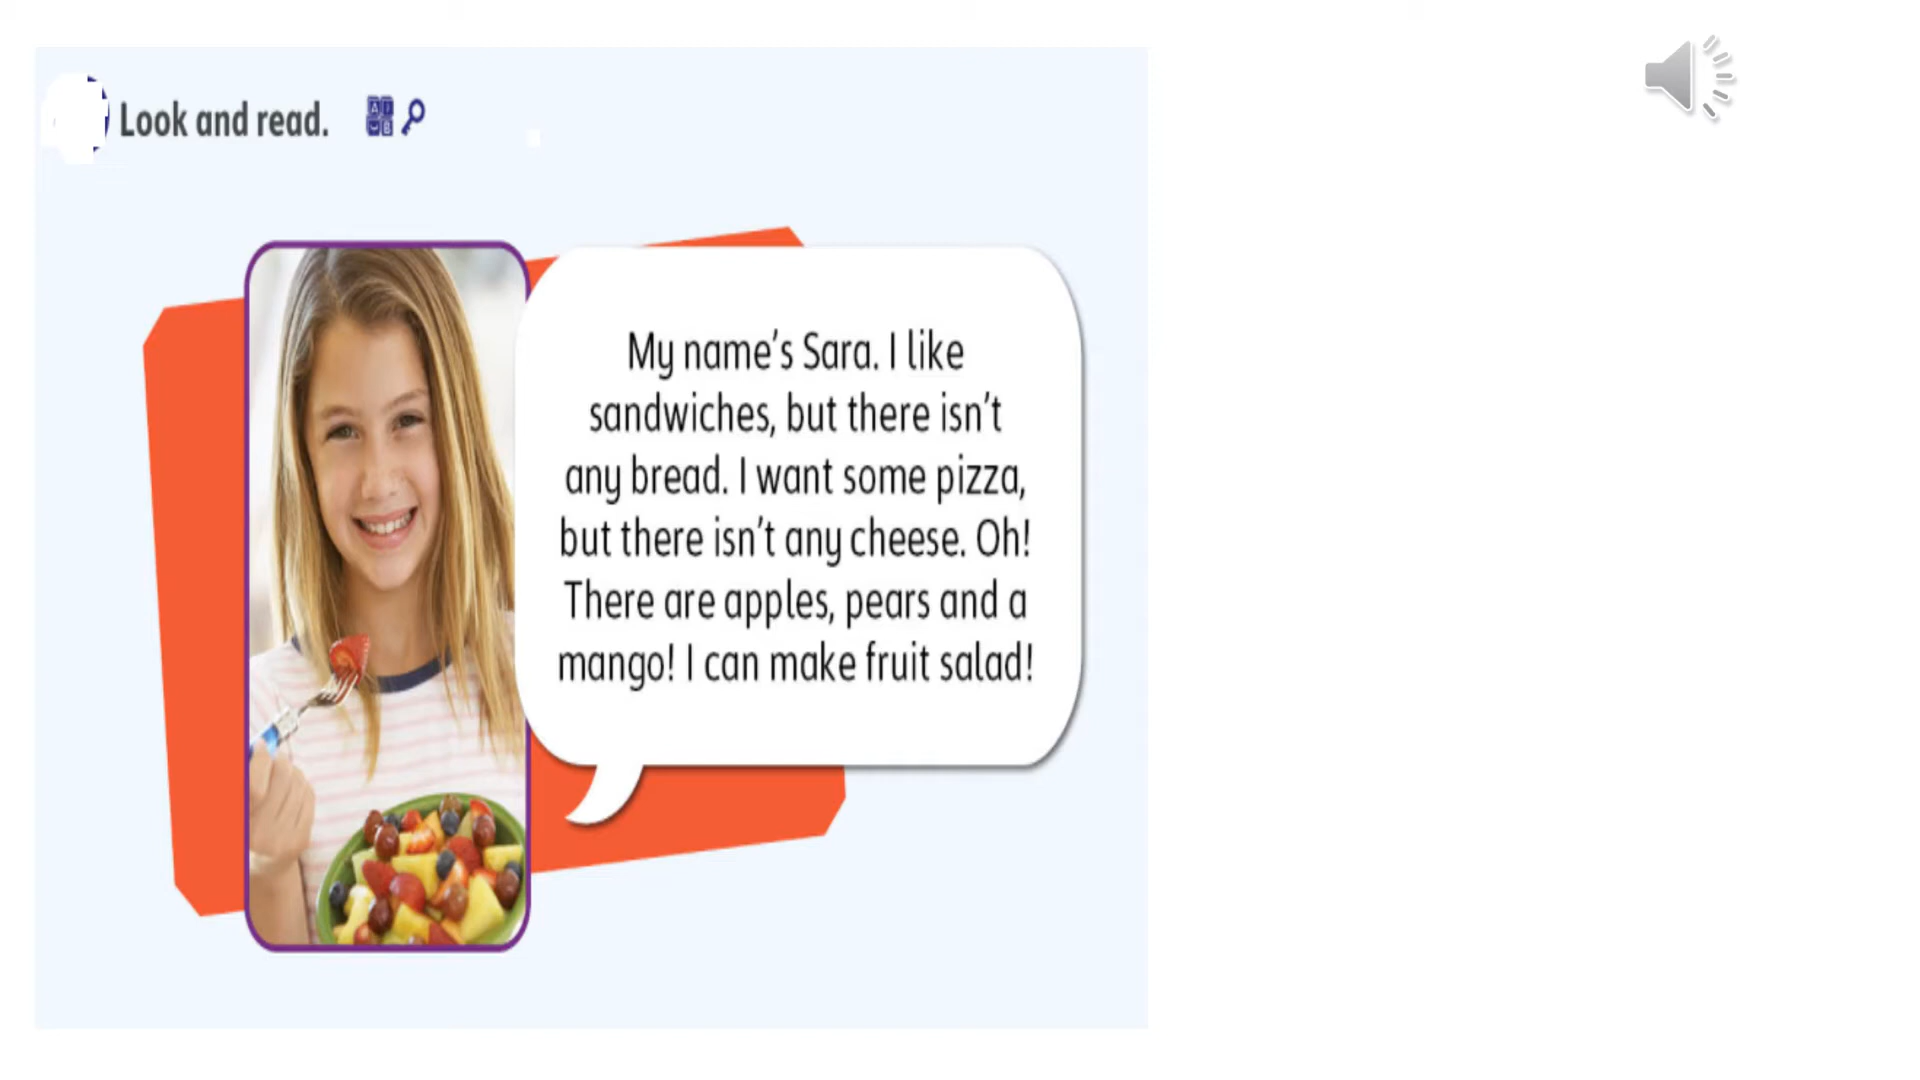 Look and read.
My name's Sara. I like
sandwiches, but there isn't
any bread. I want some pizza,
but there isn't any cheese. Oh!
There are apples, pears and a
mango! I can make fruit salad!